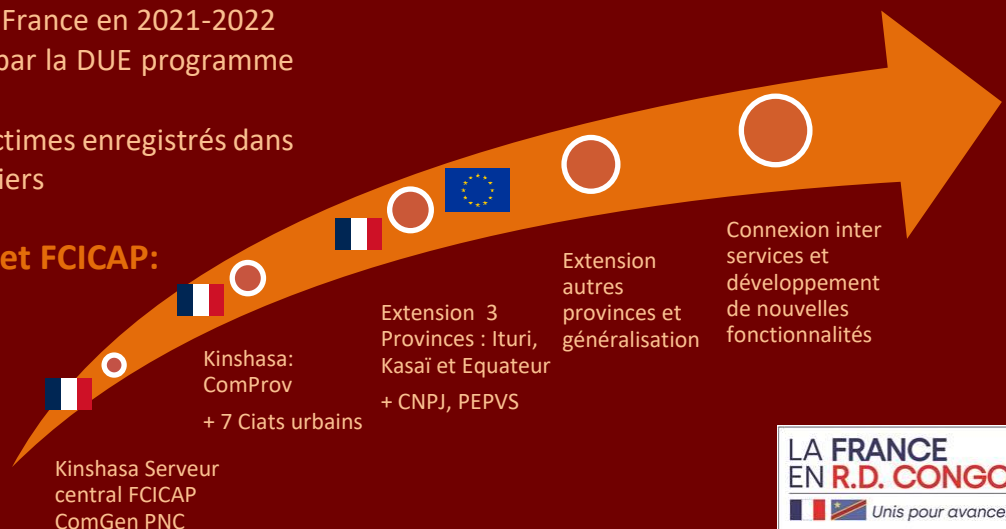 France en 2021-2022
par la DUE programme
ctimes enregistrés dans
iers
et FCICAP:
Kinshasa Serveur
central FCICAP
ComGen PNC
Kinshasa:
ComProv
+ 7 Ciats urbains
Extension 3
Provinces : Ituri,
Kasaï et Equateur
+ CNPJ, PEPVS
Extension
autres
provinces et
généralisation
Connexion inter
services et
développement
de nouvelles
fonctionnalités
LA FRANCE
EN R.D. CONGO
Unis pour avance